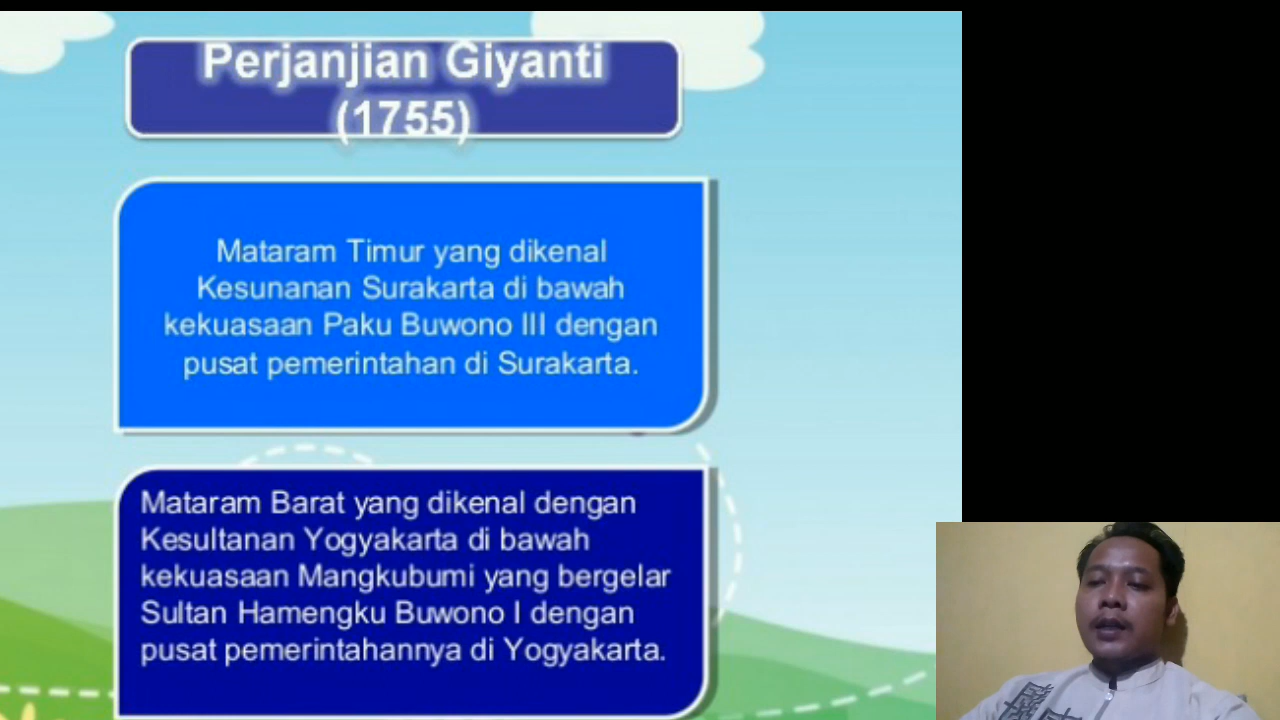 Perjanjian Giyanti
(1755)
Mataram Timur yang dikenal
Kesunanan Surakarta di bawah
kekuasaan Paku Buwono III dengan
pusat pemerintahan di Surakarta.
Mataram Barat yang dikenal dengan
Kesultanan Yogyakarta di bawah
kekuasaan Mangkubumi yang bergelar
Sultan Hamengku Buwono I dengan
pusat pemerintahannya di Yogyakarta.